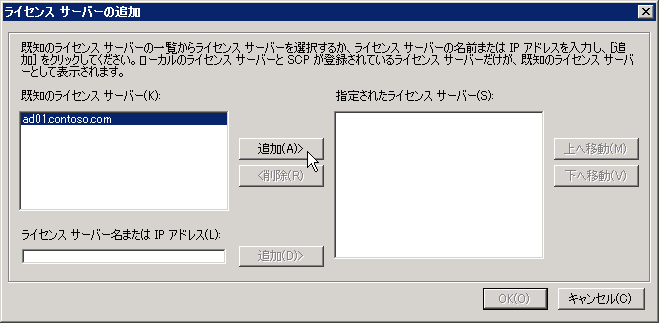 ライセンス サーバーの追加
既知のライセンス サーバーの一覧からライセンス サーバーを選択するか、ライセンス サーバーの名前または IP アドレスを入力し、[追
加] をクリックしてください。ローカルのライセンス サーバーと SCP が登録されているライセンス サーバーだけが、既知のライセンス サーバ
ーとして表示されます。
既知のライセンス サーバー(K):
指定されたライセンス サーバー(S):
ad01.contoso.com
追加(A)>
<削除(R)
上へ移動(M)
下へ移動(V)
ライセンス サーバー名または IP アドレス(L):
追加(D)>
OK(O)
キャンセル(C)